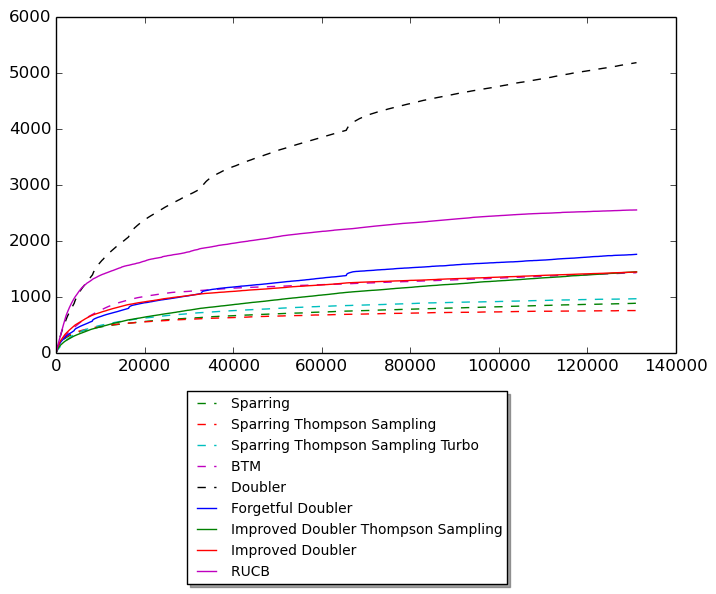 6000
5000
4000
3000
2000
1000
0
0 20000 40000 60000 80000 100000 120000 140000
Sparring
Sparring Thompson Sampling
Sparring Thompson Sampling Turbo
BTM
Doubler
Forgetful Doubler
Improved Doubler Thompson Sampling
Improved Doubler
RUCB